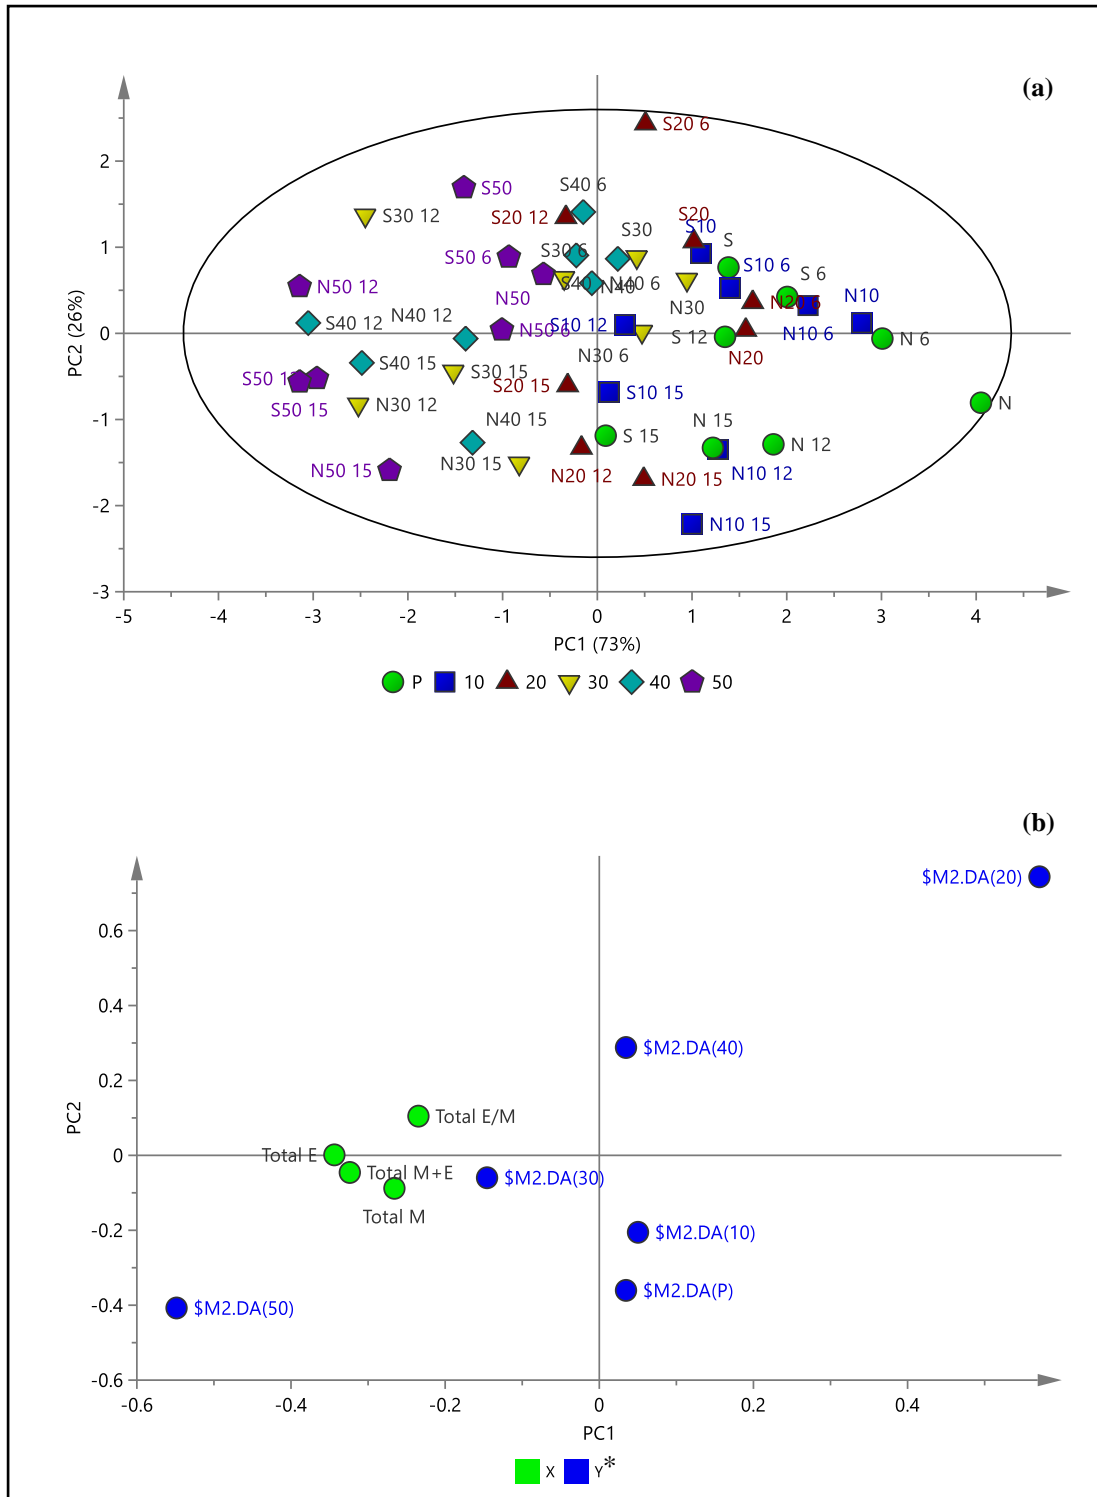 (a)
S20 6
2
S40 6
S50
S30 12
S20 12
S20
S10
S30
S
1
S50 6
S30 6
S10 6
S 6
N50 12
S40
N40
N40 6
N50
N30
N20 6
N10
S40 12
N40 12
N50 6
S10 12
S 12
N10 6
N 6
0
N30 6
N20
S40 15
S30 15
S50 12
S20 15
S10 15
S50 15
N30 12
N
-1
N40 15
S 15
N 15
N 12
N50 15
N30 15
N20 12
N20 15
N10 12
-2
N10 15
-3
PC2 (26%)
-5 -4 -3 -2 -1 0 1 2 3 4
PC1 (73%)
P 10 20 30 40 50
(b)
$M2.DA(20)
0.6
0.4
$M2.DA(40)
0.2
Total E/M
PC2
0
Total E
Total M+E
$M2.DA(30)
Total M
-0.2
$M2.DA(10)
$M2.DA(P)
-0.4
$M2.DA(50)
-0.6
-0.6 -0.4 -0.2 0 0.2 0.4
PC1
X Y*